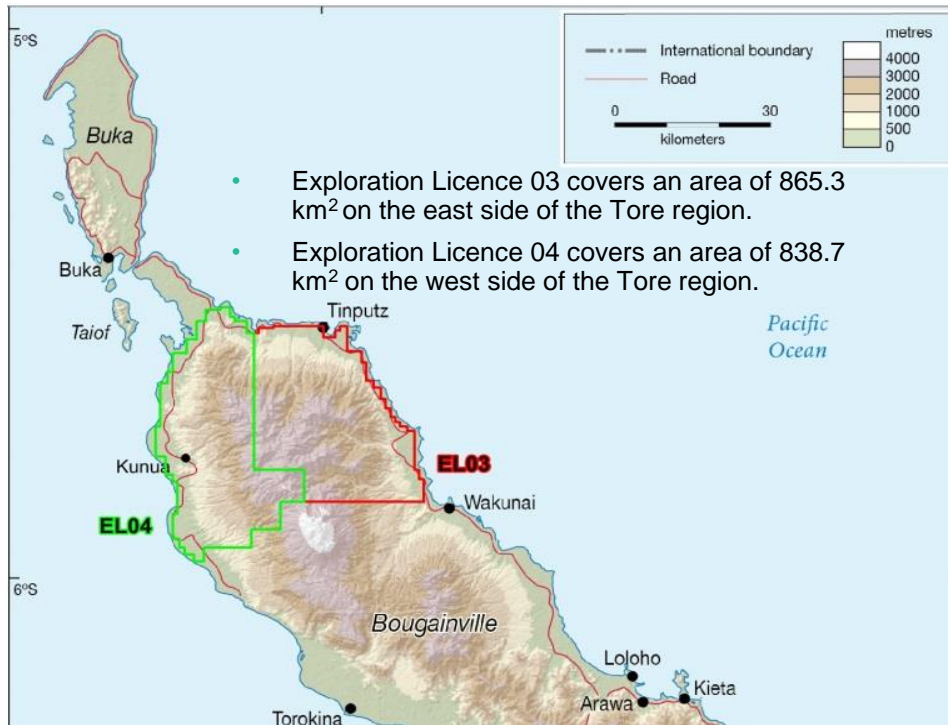 5°S
International boundary
Road
0 30
kilometers
metres
4000
3000
2000
1000
500
0
Buka
• Exploration Licence 03 covers an area of 865.3
km² on the east side of the Tore region.
• Exploration Licence 04 covers an area of 838.7
km² on the west side of the Tore region.
Buka
Taiof
Tinputz
Pacific
Ocean
Kunua
EL03
Wakunai
EL04
6°S
Bougainville
Loloho
Kieta
Arawa
Torokina